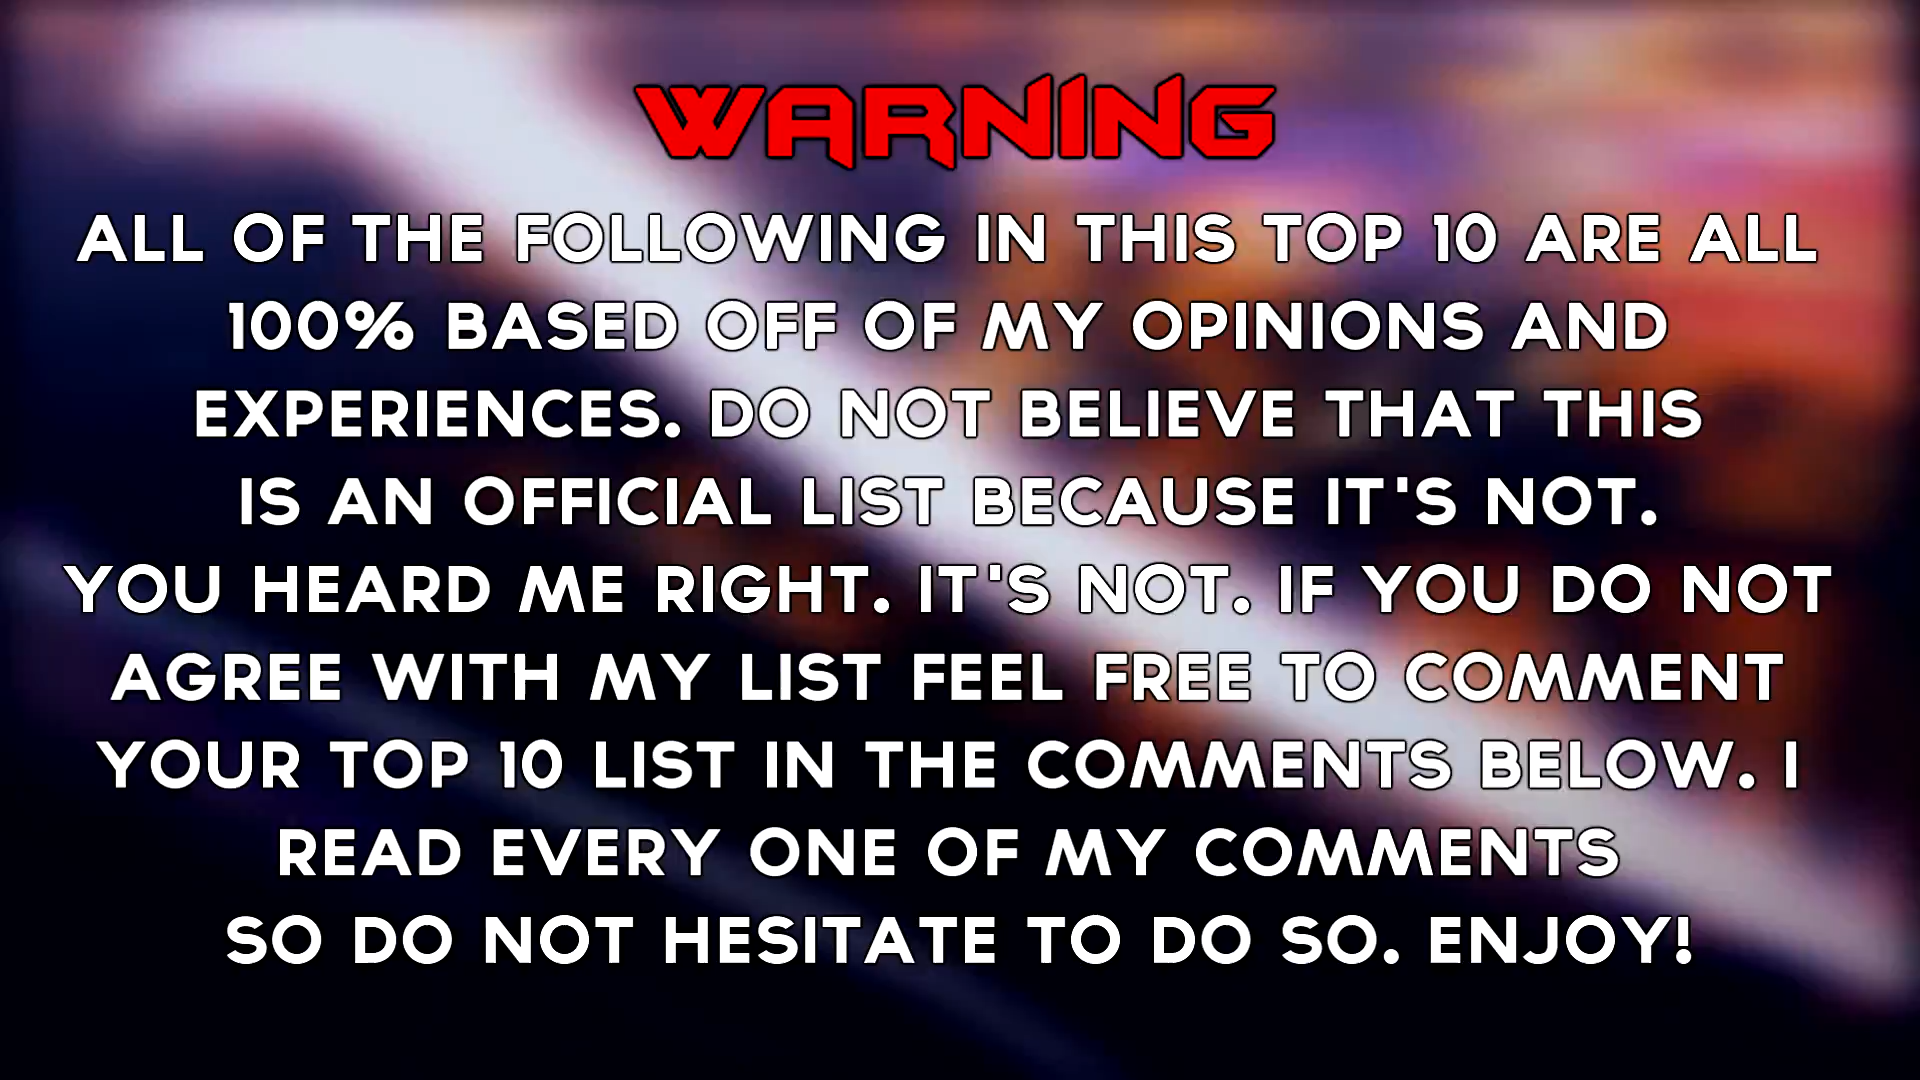 WARNING
ALL OF THE FOLLOWING IN THIS TOP 10 ARE ALL
100% BASED OFF OF MY OPINIONS AND
EXPERIENCES. DO NOT BELIEVE THAT THIS
IS AN OFFICIAL LIST BECAUSE IT'S NOT.
YOU HEARD ME RIGHT. IT'S NOT. IF YOU DO NOT
AGREE WITH MY LIST FEEL FREE TO COMMENT
YOUR TOP 10 LIST IN THE COMMENTS BELOW. I
READ EVERY ONE OF MY COMMENTS
SO DO NOT HESITATE TO DO SO. ENJOY!